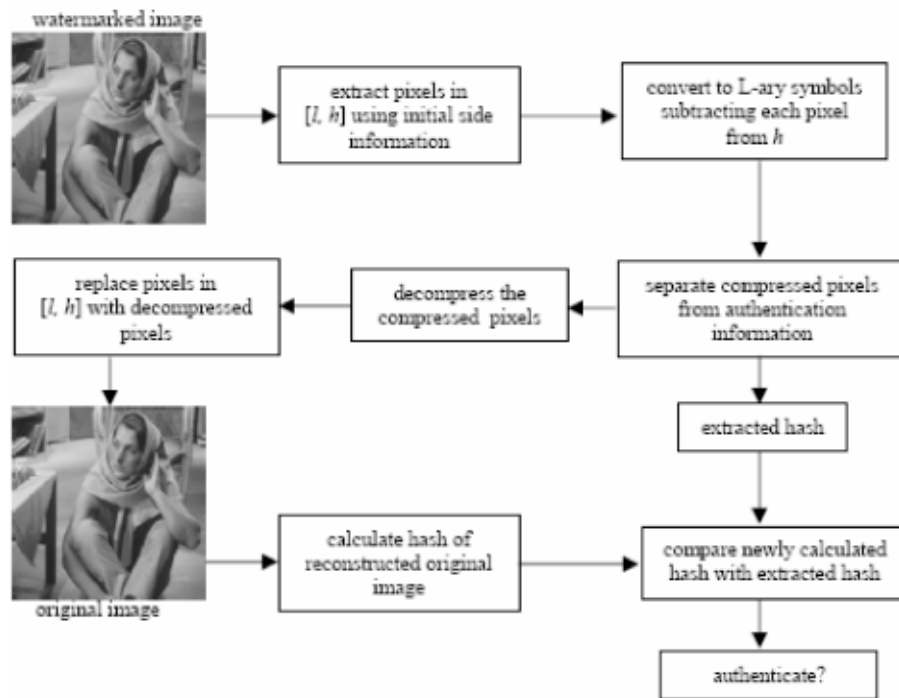 watermarked image
extract pixels in
[l, h] using initial side
information
convert to L-ary symbols
subtracting each pixel
from h
separate compressed pixels
from authentication
information
decompress the
compressed pixels
replace pixels in
[l, h] with decompressed
pixels
extracted hash
original image
calculate hash of
reconstructed original
image
compare newly calculated
hash with extracted hash
authenticate?